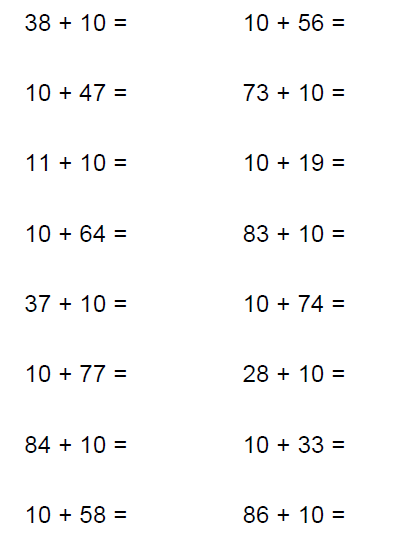 38 + 10 = 10 + 56 =
10 + 47 = 73 + 10 =
11 + 10 = 10 + 19 =
10 + 64 = 83 + 10 =
37 + 10 = 10 + 74 =
10 + 77 = 28 + 10 =
84 + 10 = 10 + 33 =
10 + 58 = 86 + 10 =